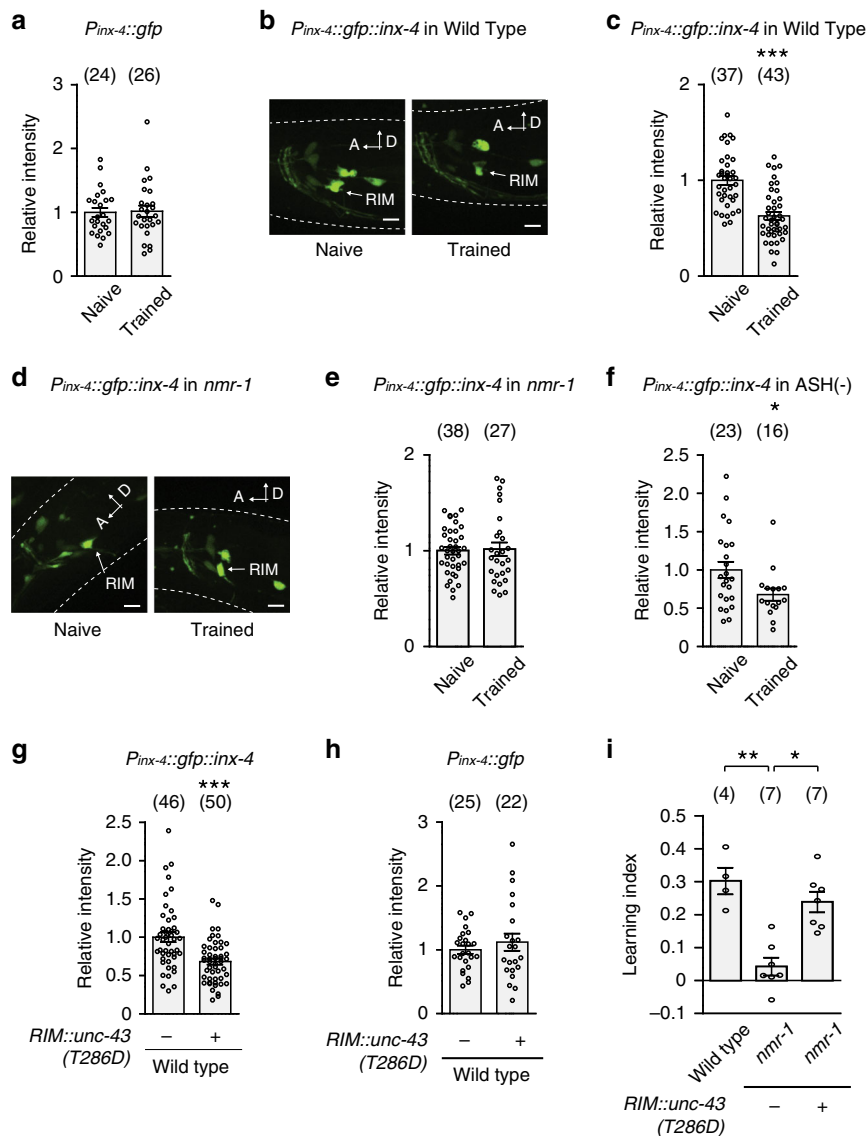 a
Pinx-4::gfp
(24) (26)
3
2
1
0
Relative intensity
Naive
Trained
b
Pinx-4::gfp::inx-4 in Wild Type
A D
RIM
Naive
A D
RIM
Trained
c
Pinx-4::gfp::inx-4 in Wild Type
***
(37) (43)
2
1
0
Relative intensity
Naive
Trained
d
Pinx-4::gfp::inx-4 in nmr-1
A D
RIM
Naive
A D
RIM
Trained
e
Pinx-4::gfp::inx-4 in nmr-1
(38) (27)
2
1
0
Relative intensity
Naive
Trained
f
Pinx-4::gfp::inx-4 in ASH(-)
*
(23) (16)
2.5
2.0
1.5
1.0
0.5
0
Relative intensity
Naive
Trained
g
Pinx-4::gfp::inx-4
***
(46) (50)
2.5
2.0
1.5
1.0
0.5
0
Relative intensity
RIM::unc-43 – +
(T286D)
Wild type
h
Pinx-4::gfp
(25) (22)
3
2
1
0
Relative intensity
RIM::unc-43 – +
(T286D)
Wild type
i
** *
(4) (7) (7)
0.5
0.4
0.3
0.2
0.1
0
–0.1
Learning index
Wild type
nmr-1
nmr-1
RIM::unc-43 – +
(T286D)